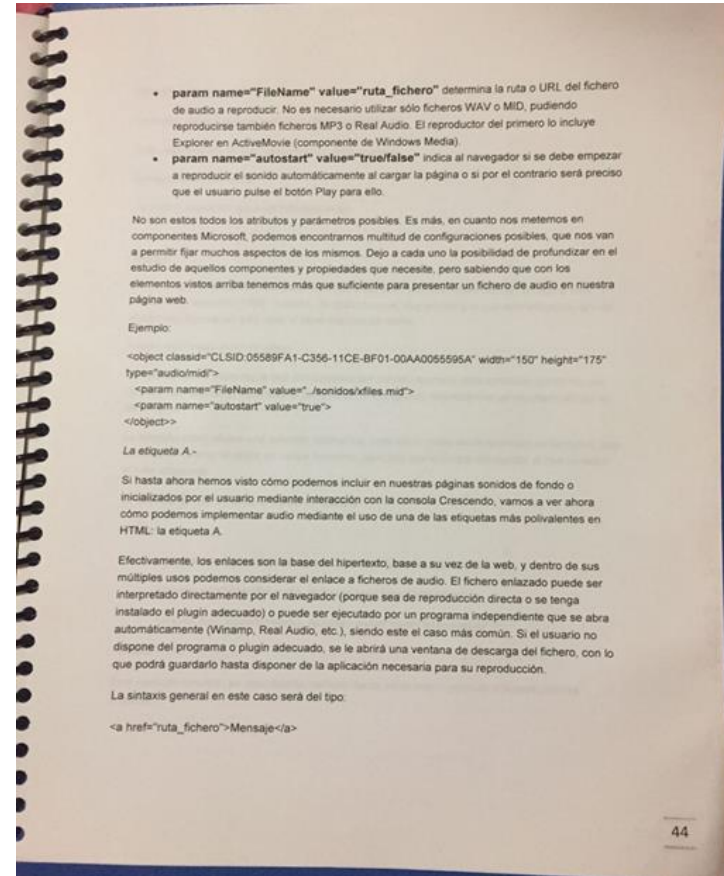 • param name="FileName" value="ruta_fichero" determina la ruta o URL del fichero
de audio a reproducir. No es necesario utilizar sólo ficheros WAV o MID, pudiendo
reproducirse también ficheros MP3 o Real Audio. El reproductor del primero lo incluye
Explorer en ActiveMovie (componente de Windows Media).
• param name="autostart" value="true/false" indica al navegador si se debe empezar
a reproducir el sonido automáticamente al cargar la página o si por el contrario será preciso
que el usuario pulse el botón Play para ello.
No son estos todos los atributos y parámetros posibles. Es más, en cuanto nos metemos en
componentes Microsoft, podemos encontrarnos multitud de configuraciones posibles, que nos van
a permitir fijar muchos aspectos de los mismos. Dejo a cada uno la posibilidad de profundizar en el
estudio de aquellos componentes y propiedades que necesite, pero sabiendo que con los
elementos vistos arriba tenemos más que suficiente para presentar un fichero de audio en nuestra
página web.
Ejemplo:
<object classid="CLSID:05589FA1-C356-11CE-BF01-00AA0055595A" width="150" height="175"
type="audio/midi">
<param name="FileName" value="../sonidos/xfiles.mid">
<param name="autostart" value="true">
</object>>
La etiqueta A.-
Si hasta ahora hemos visto cómo podemos incluir en nuestras páginas sonidos de fondo o
inicializados por el usuario mediante interacción con la consola Crescendo, vamos a ver ahora
cómo podemos implementar audio mediante el uso de una de las etiquetas más polivalentes en
HTML: la etiqueta A.
Efectivamente, los enlaces son la base del hipertexto, base a su vez de la web, y dentro de sus
múltiples usos podemos considerar el enlace a ficheros de audio. El fichero enlazado puede ser
interpretado directamente por el navegador (porque sea de reproducción directa o se tenga
instalado el plugin adecuado) o puede ser ejecutado por un programa independiente que se abra
automáticamente (Winamp, Real Audio, etc.), siendo este el caso más común. Si el usuario no
dispone del programa o plugin adecuado, se le abrirá una ventana de descarga del fichero, con lo
que podrá guardarlo hasta disponer de la aplicación necesaria para su reproducción.
La sintaxis general en este caso será del tipo:
<a href="ruta_fichero">Mensaje</a>
44